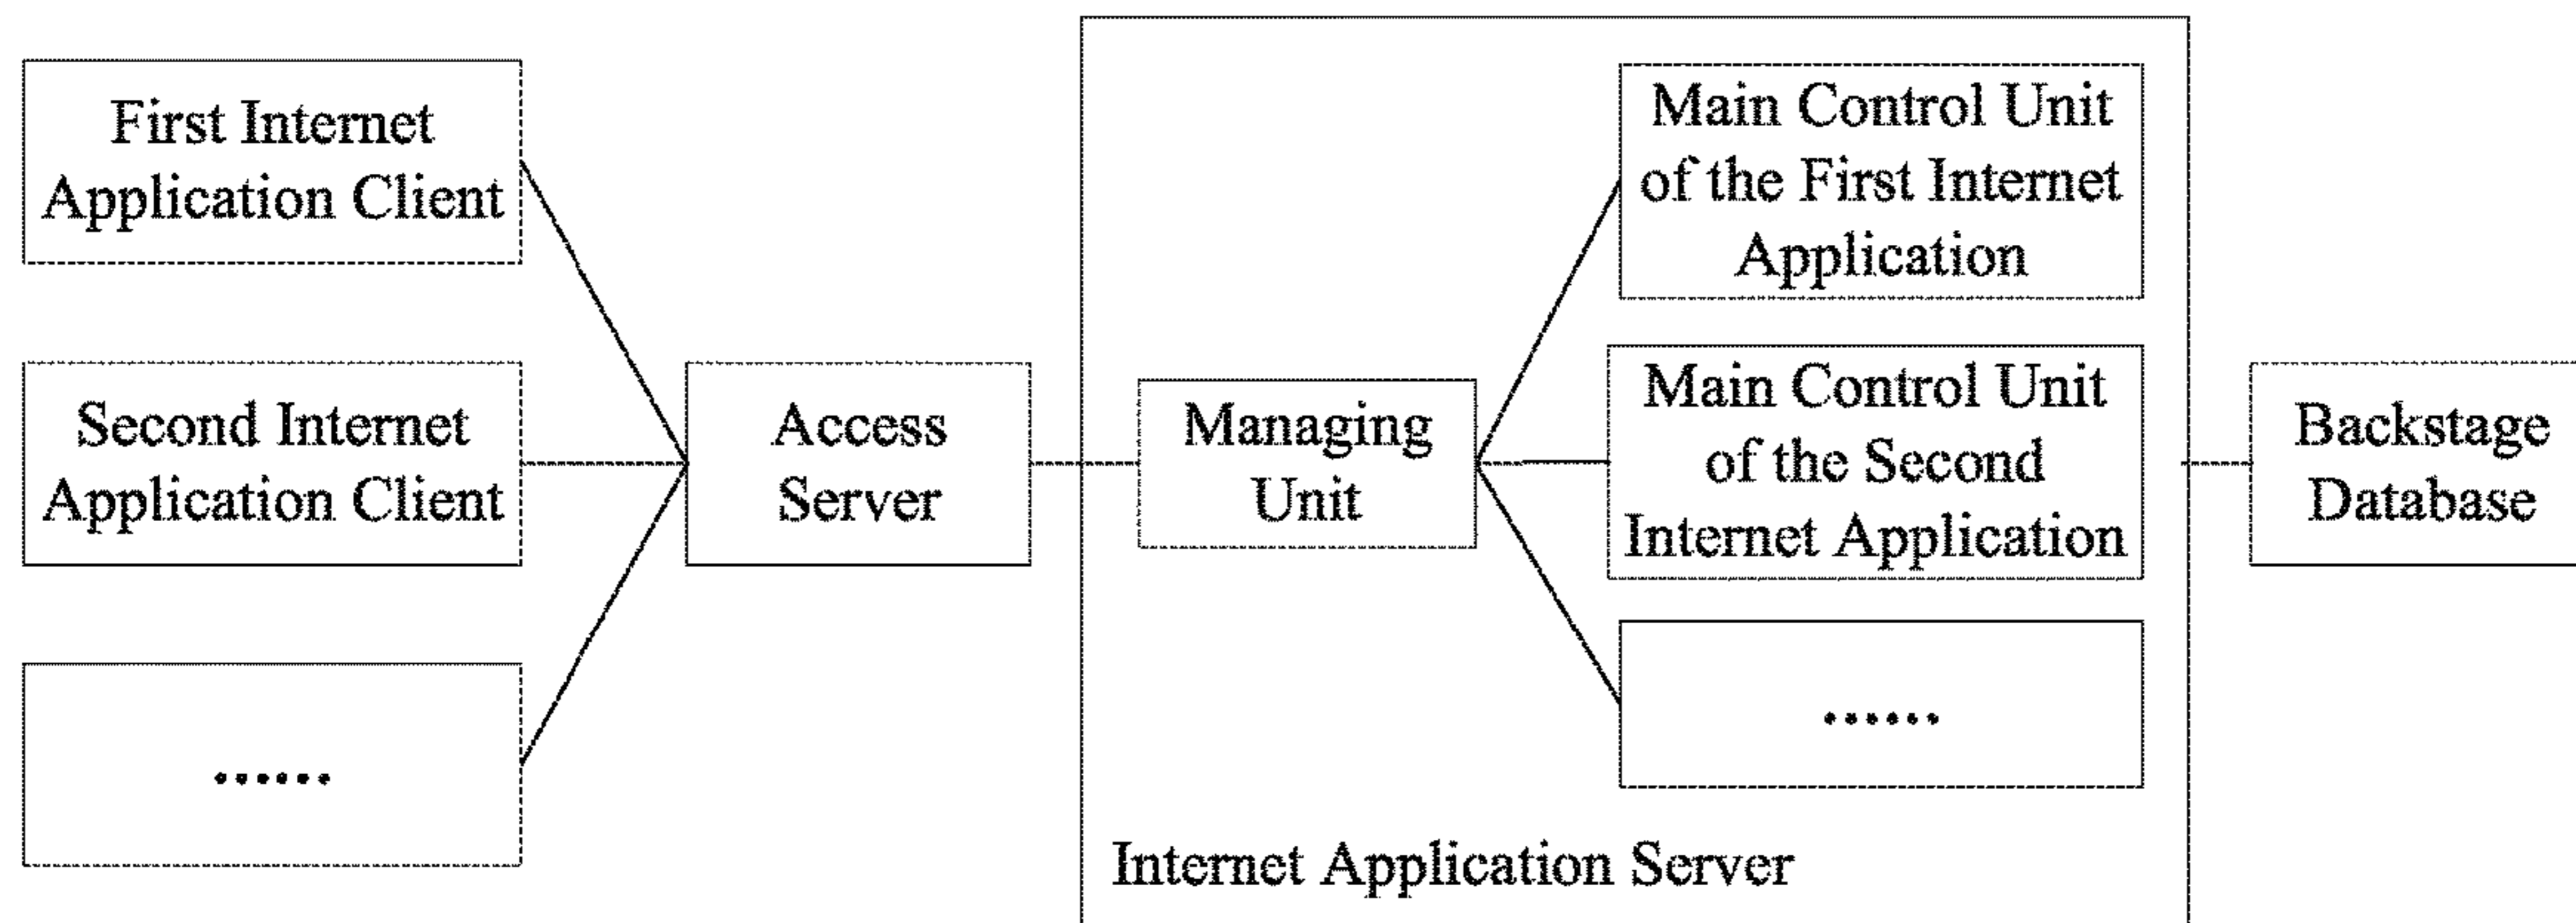 First Internet
Application Client
Second Internet
Application Client
......
Access
Server
Managing
Unit
Main Control Unit
of the First Internet
Application
Main Control Unit
of the Second
Internet Application
......
Internet Application Server
Backstage
Database